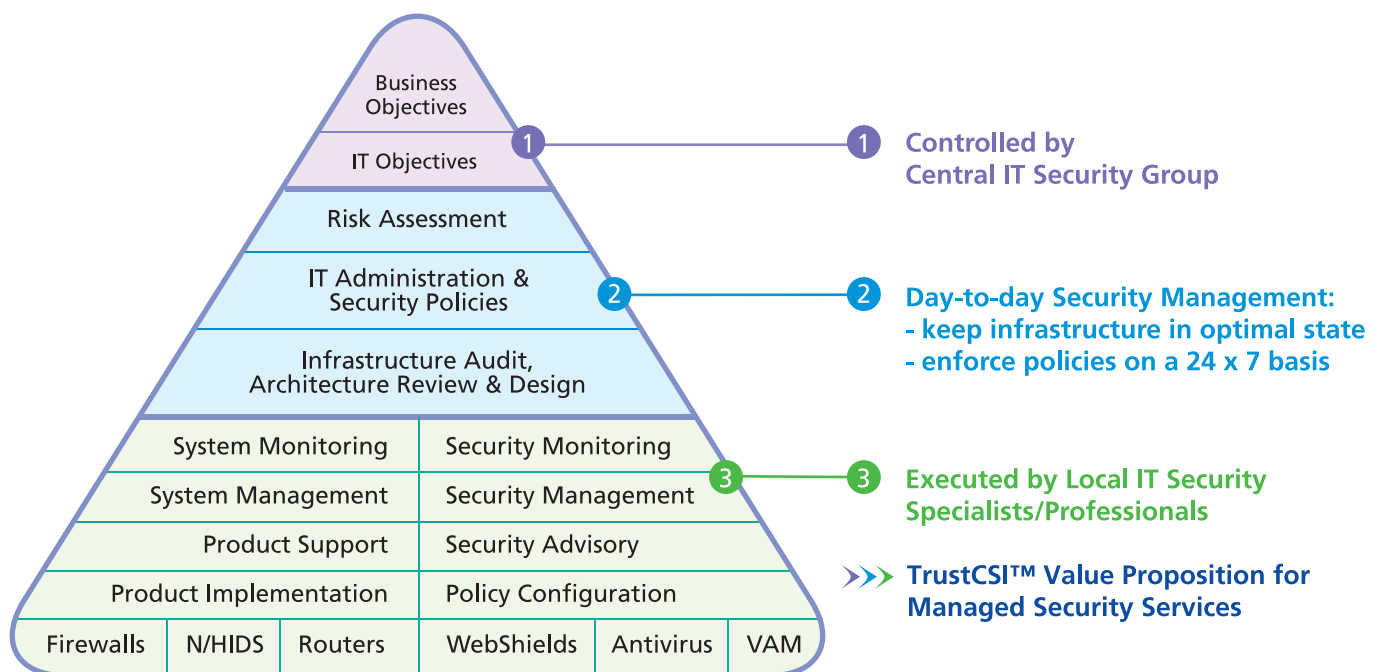 Business
Objectives
IT Objectives
1
Risk Assessment
IT Administration &
Security Policies
2
Infrastructure Audit,
Architecture Review & Design
System Monitoring
Security Monitoring
3
System Management
Security Management
Product Support
Security Advisory
Product Implementation
Policy Configuration
Firewalls
N/HIDS
Routers
WebShields
Antivirus
VAM
1
Controlled by
Central IT Security Group
2
Day-to-day Security Management:
- keep infrastructure in optimal state
- enforce policies on a 24 x 7 basis
3
Executed by Local IT Security
Specialists/Professionals
TrustCSI™ Value Proposition for
Managed Security Services